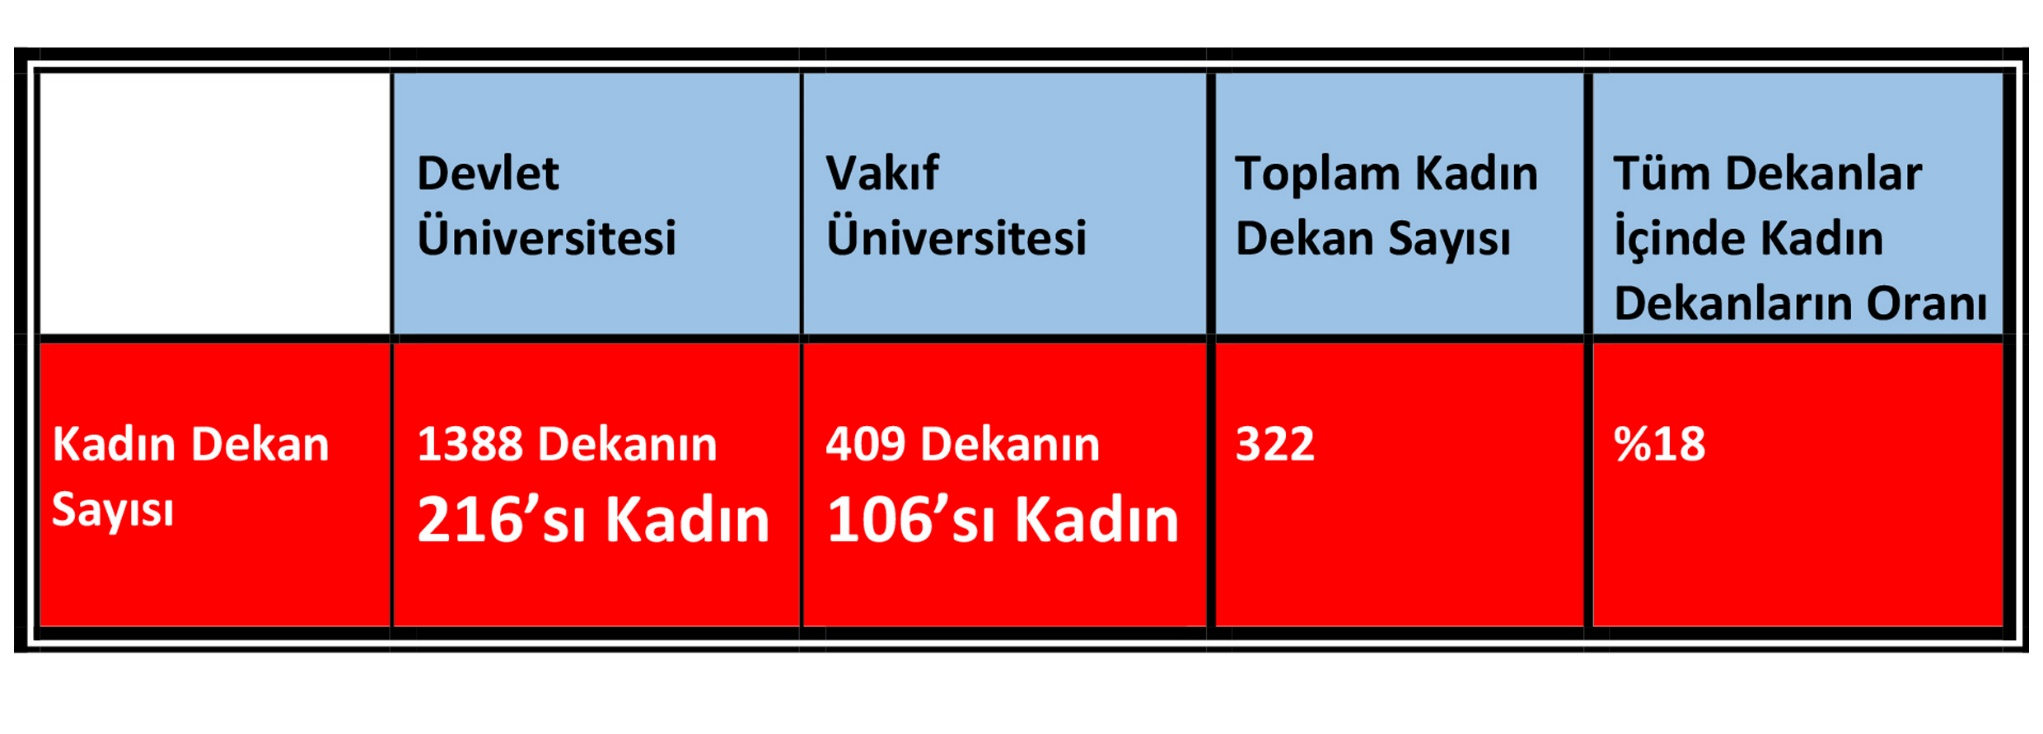 Devlet
Üniversitesi
Vakıf
Üniversitesi
Toplam Kadın
Dekan Sayısı
Tüm Dekanlar
İçinde Kadın
Dekanların Oranı
Kadın Dekan
Sayısı
1388 Dekanın
216’sı Kadın
409 Dekanın
106’sı Kadın
322
%18